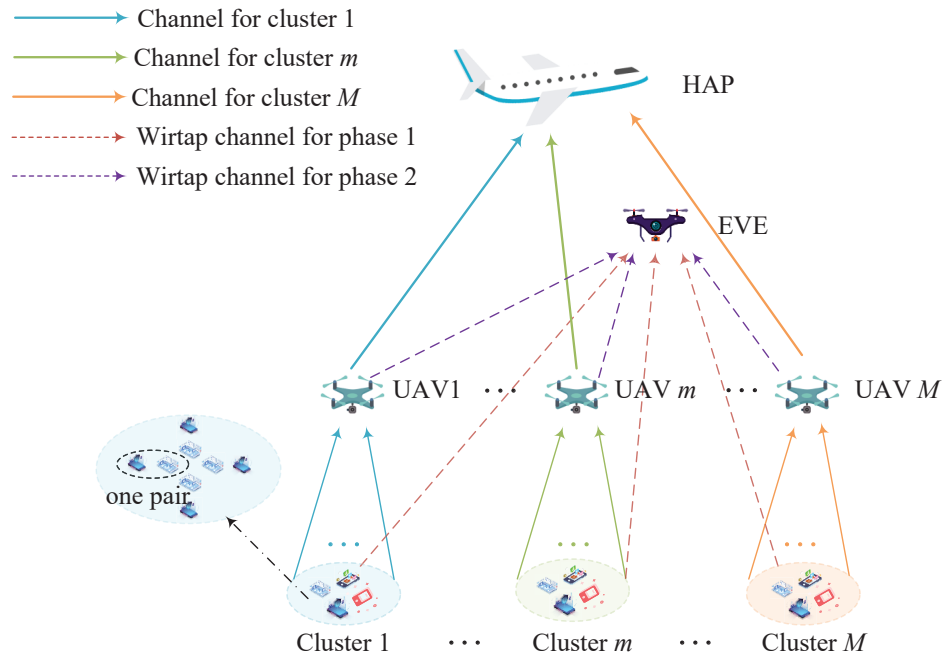 Channel for cluster 1
Channel for cluster m
Channel for cluster M
Wirtap channel for phase 1
Wirtap channel for phase 2
HAP
EVE
UAV1 ··· UAV m ··· UAV M
one pair
··· ··· ···
Cluster 1 ··· Cluster m ··· Cluster M